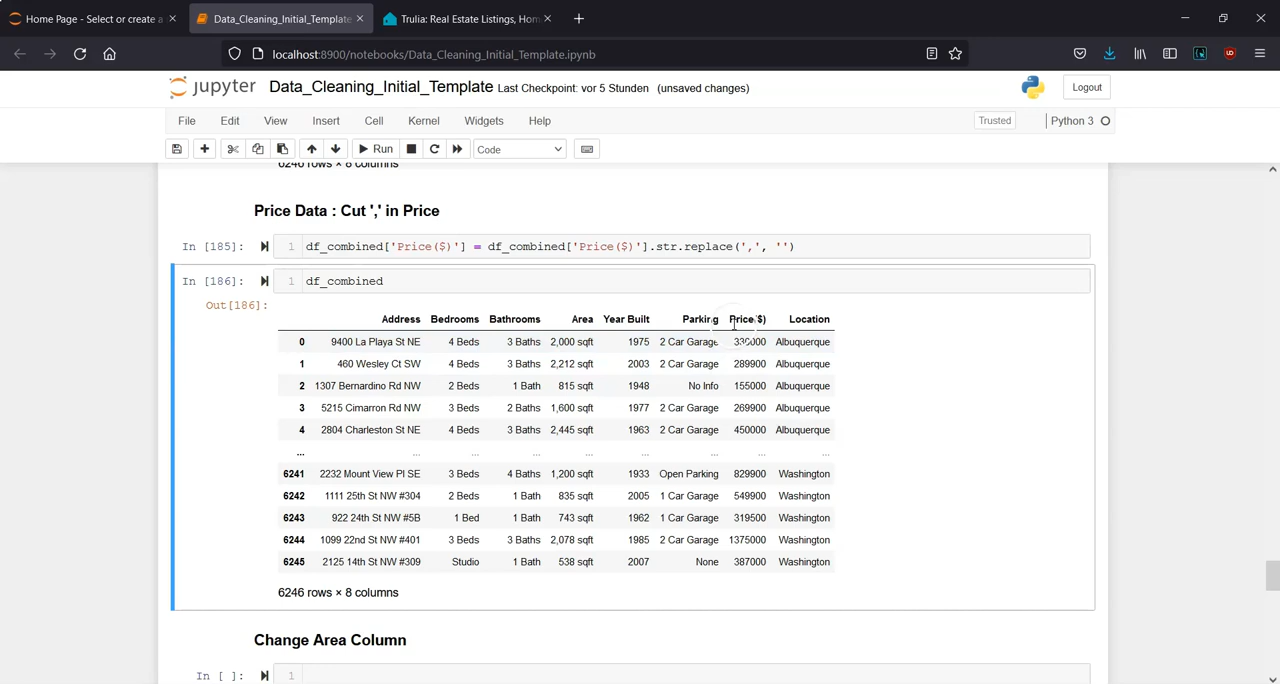 Home Page - Select or create a
Data_Cleaning_Initial_Template
Trulia: Real Estate Listings, Hom
localhost:8900/notebooks/Data_Cleaning_Initial_Template.ipynb
jupyter Data_Cleaning_Initial_Template Last Checkpoint: vor 5 Stunden (unsaved changes) Logout
File Edit View Insert Cell Kernel Widgets Help Trusted Python 3
Run Code
6246 rows × 8 columns
Price Data : Cut ',' in Price
In [185]: 1 df_combined['Price($)'] = df_combined['Price($)'].str.replace(',', '')
In [186]: 1 df_combined
Out[186]:
Address Bedrooms Bathrooms Area Year Built Parking Price($) Location
0 9400 La Playa St NE 4 Beds 3 Baths 2,000 sqft 1975 2 Car Garage Albuquerque
1 460 Wesley Ct SW 4 Beds 3 Baths 2,212 sqft 2003 2 Car Garage 289900 Albuquerque
2 1307 Bernardino Rd NW 2 Beds 1 Bath 815 sqft 1948 No Info 155000 Albuquerque
3 5215 Cimarron Rd NW 3 Beds 2 Baths 1,600 sqft 1977 2 Car Garage 269900 Albuquerque
4 2804 Charleston St NE 4 Beds 3 Baths 2,445 sqft 1963 2 Car Garage 450000 Albuquerque
... ... ... ... ... ... ... ... ...
6241 2232 Mount View Pl SE 3 Beds 4 Baths 1,200 sqft 1933 Open Parking 829900 Washington
6242 1111 25th St NW #304 2 Beds 1 Bath 835 sqft 2005 1 Car Garage 549900 Washington
6243 922 24th St NW #5B 1 Bed 1 Bath 743 sqft 1962 1 Car Garage 319500 Washington
6244 1099 22nd St NW #401 3 Beds 3 Baths 2,078 sqft 1985 2 Car Garage 1375000 Washington
6245 2125 14th St NW #309 Studio 1 Bath 538 sqft 2007 None 387000 Washington
6246 rows × 8 columns
Change Area Column
In [ ]: 1